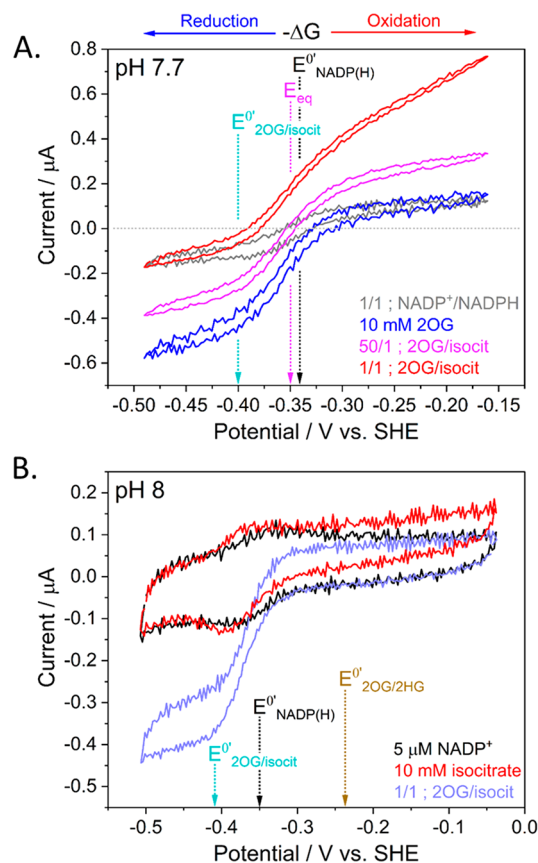 Reduction -ΔG Oxidation
A.
pH 7.7
E⁰'NADP(H)
Eeq
E⁰'2OG/isocit
0.8
0.6
0.4
0.2
0.0
-0.2
-0.4
-0.6
Current / μA
1/1 ; NADP⁺/NADPH
10 mM 2OG
50/1 ; 2OG/isocit
1/1 ; 2OG/isocit
-0.50 -0.45 -0.40 -0.35 -0.30 -0.25 -0.20 -0.15
Potential / V vs. SHE
B.
pH 8
0.2
0.1
0.0
-0.1
-0.2
-0.3
-0.4
-0.5
Current / μA
E⁰'2OG/2HG
E⁰'NADP(H)
E⁰'2OG/isocit
5 μM NADP⁺
10 mM isocitrate
1/1 ; 2OG/isocit
-0.5 -0.4 -0.3 -0.2 -0.1 0.0
Potential / V vs. SHE